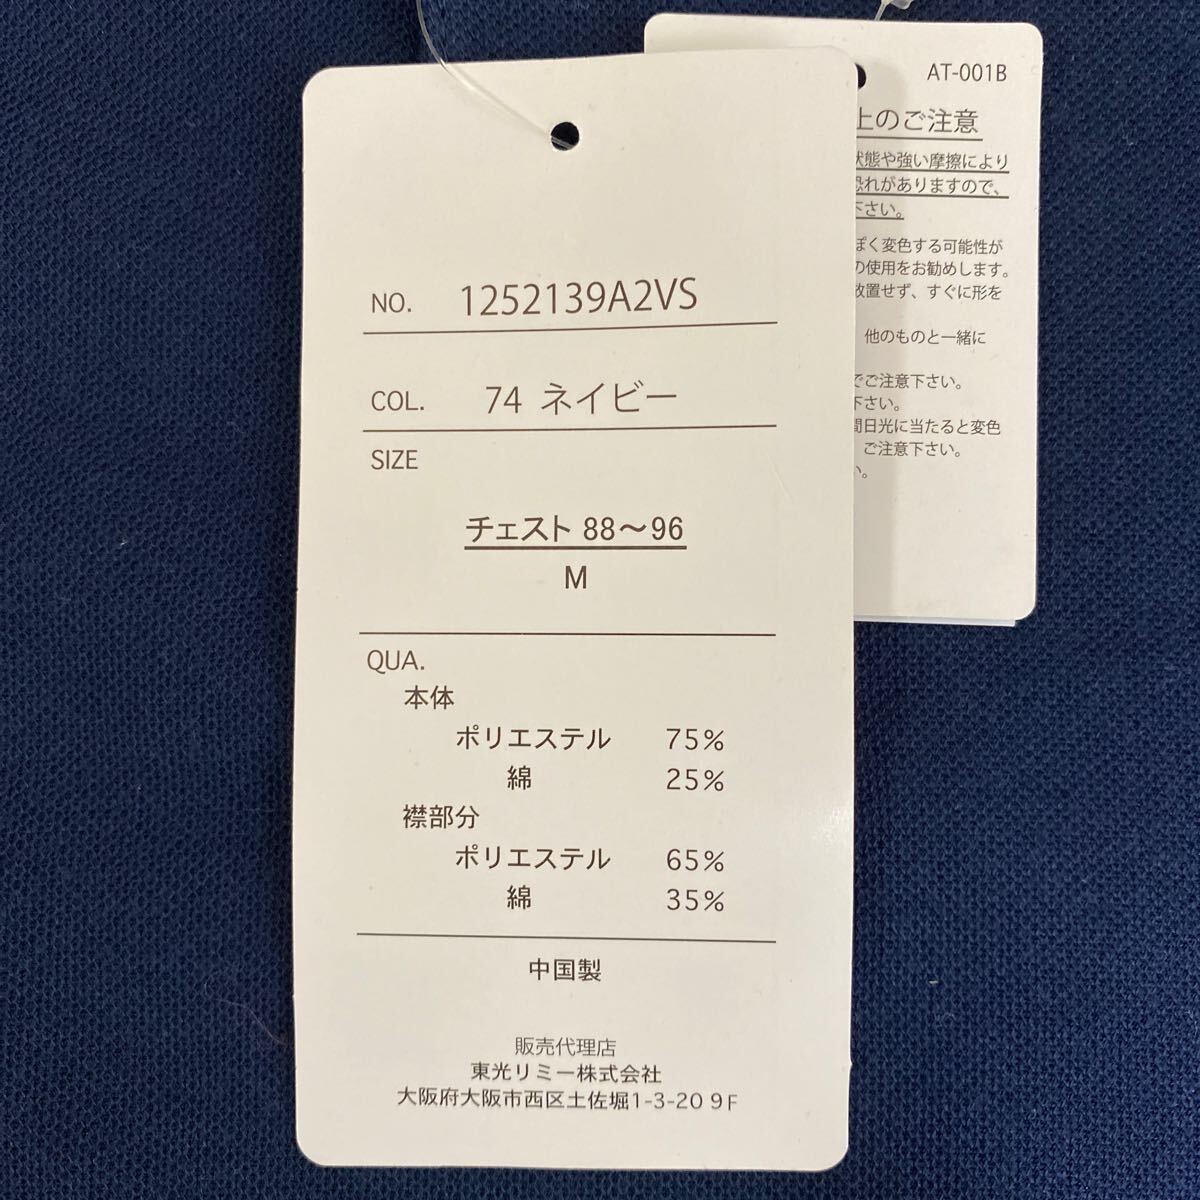 NO. 1252139A2VS
COL. 74 ネイビー
SIZE
チェスト 88～96
M
QUA.
本体
ポリエステル 75%
綿 25%
襟部分
ポリエステル 65%
綿 35%
中国製
販売代理店
東光リミー株式会社
大阪府大阪市西区土佐堀1-3-20 9F
AT-001B
上のご注意
状態や強い摩擦により
恐れがありますので、
下さい。
ぽく変色する可能性が
の使用をお勧めします。
放置せず、すぐに形を
他のものと一緒に
でご注意下さい。
下さい。
間日光に当たると変色
ご注意下さい。
い。